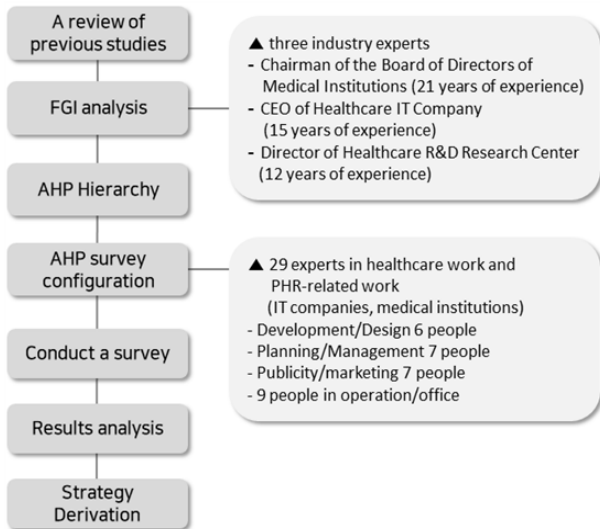 A review of
previous studies
FGI analysis
▲ three industry experts
- Chairman of the Board of Directors of
Medical Institutions (21 years of experience)
- CEO of Healthcare IT Company
(15 years of experience)
- Director of Healthcare R&D Research Center
(12 years of experience)
AHP Hierarchy
AHP survey
configuration
▲ 29 experts in healthcare work and
PHR-related work
(IT companies, medical institutions)
- Development/Design 6 people
- Planning/Management 7 people
- Publicity/marketing 7 people
- 9 people in operation/office
Conduct a survey
Results analysis
Strategy
Derivation